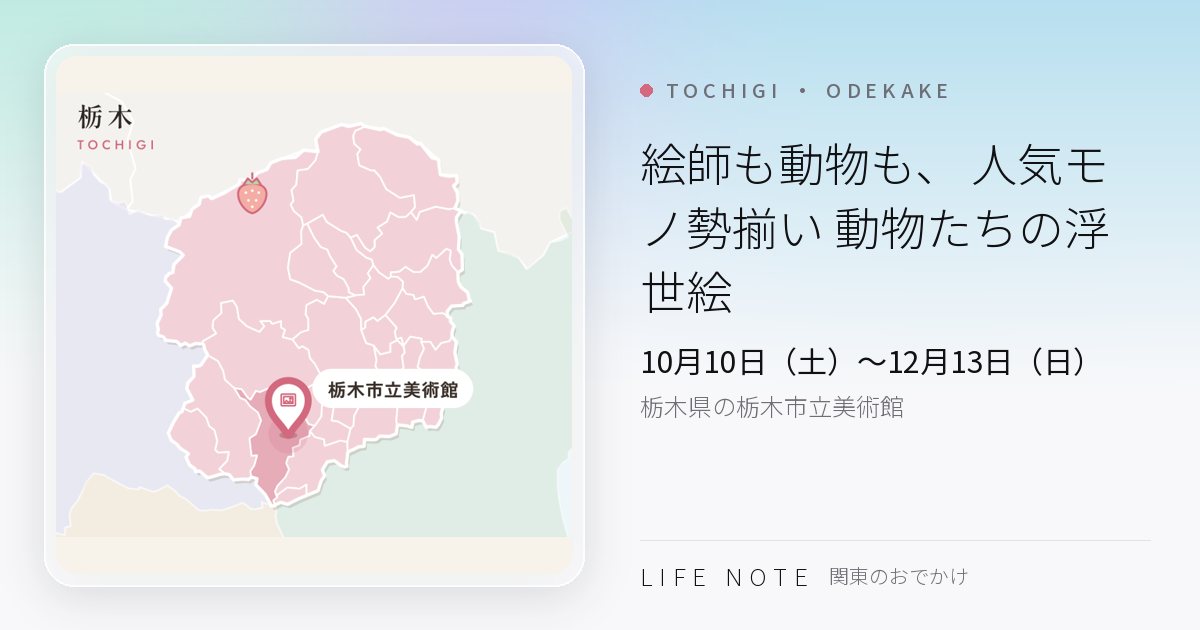 栃木
TOCHIGI
栃木市立美術館
TOCHIGI • ODEKAKE
絵師も動物も、 人気モ
ノ勢揃い 動物たちの浮
世絵
10月10日（土）〜12月13日（日）
栃木県の栃木市立美術館
LIFE NOTE 関東のおでかけ